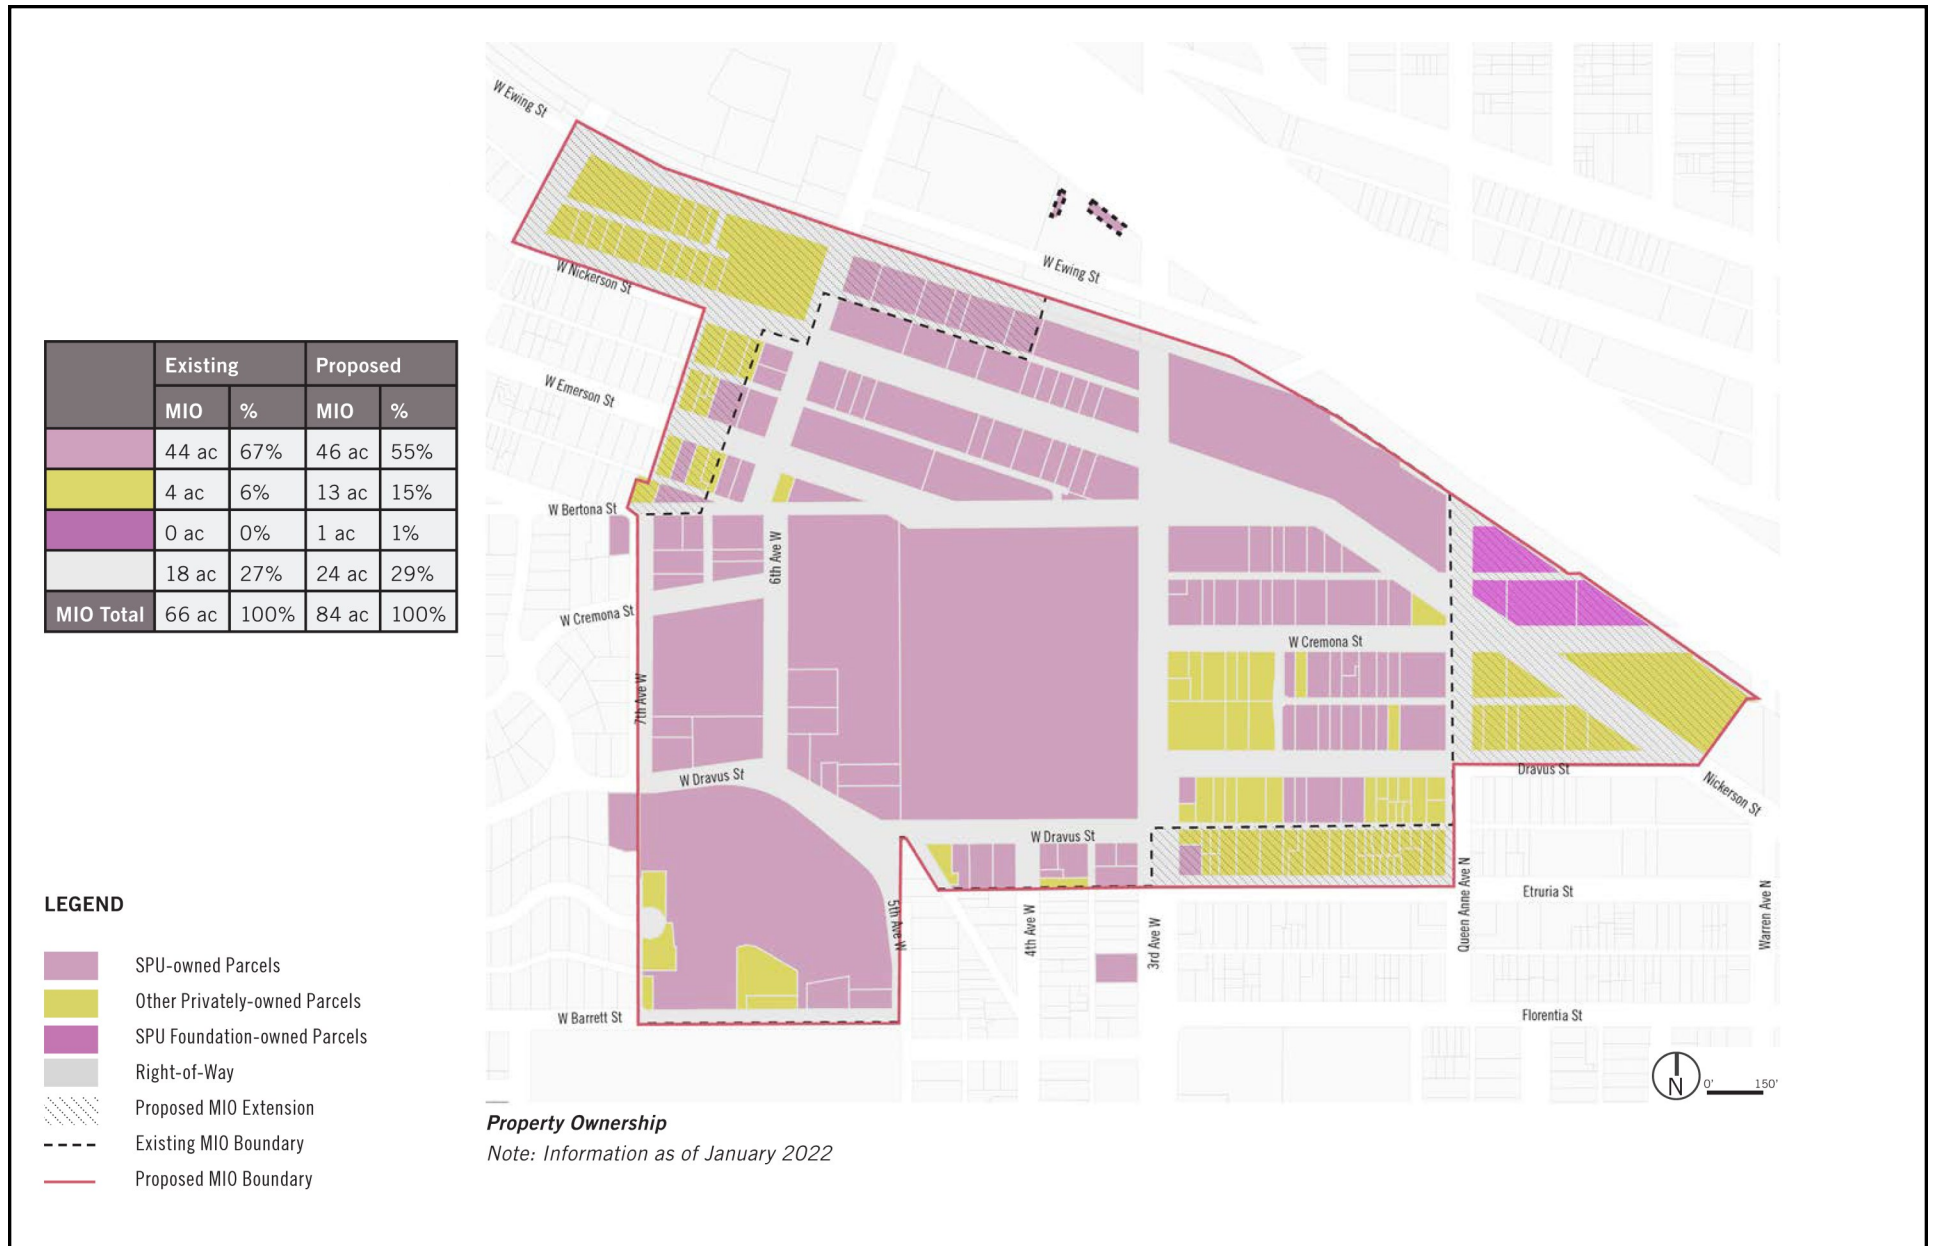 Existing Proposed
MIO % MIO %
44 ac 67% 46 ac 55%
4 ac 6% 13 ac 15%
0 ac 0% 1 ac 1%
18 ac 27% 24 ac 29%
MIO Total 66 ac 100% 84 ac 100%
W Ewing St
W Ewing St
W Nickerson St
W Emerson St
W Bertona St
6th Ave W
W Cremona St
W Cremona St
7th Ave W
W Dravus St
Dravus St
Nickerson St
W Dravus St
5th Ave W
4th Ave W
3rd Ave W
Queen Anne Ave N
Etruria St
Warren Ave N
W Barrett St
Florentia St
N
0' 150'
LEGEND
SPU-owned Parcels
Other Privately-owned Parcels
SPU Foundation-owned Parcels
Right-of-Way
Proposed MIO Extension
Existing MIO Boundary
Proposed MIO Boundary
Property Ownership
Note: Information as of January 2022